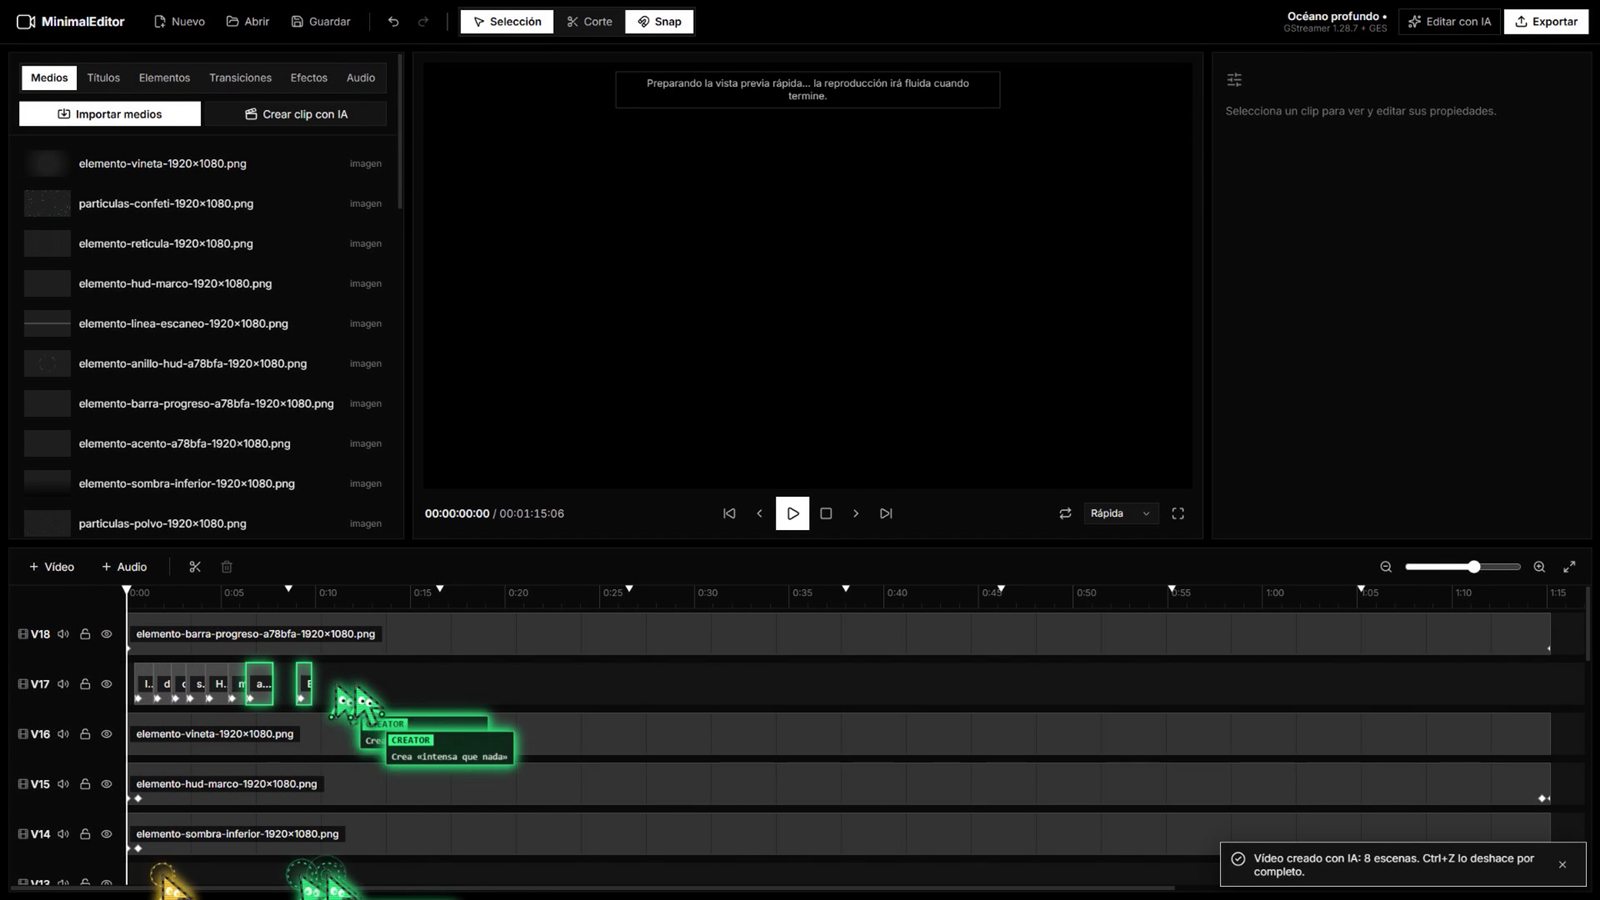 MinimalEditor
Nuevo
Abrir
Guardar
Selección
Corte
Snap
Océano profundo •
GStreamer 1.28.7 + GES
Editar con IA
Exportar
Medios
Títulos
Elementos
Transiciones
Efectos
Audio
Importar medios
Crear clip con IA
elemento-vineta-1920×1080.png imagen
particulas-confeti-1920×1080.png imagen
elemento-reticula-1920×1080.png imagen
elemento-hud-marco-1920×1080.png imagen
elemento-linea-escaneo-1920×1080.png imagen
elemento-anillo-hud-a78bfa-1920×1080.png imagen
elemento-barra-progreso-a78bfa-1920×1080.png imagen
elemento-acento-a78bfa-1920×1080.png imagen
elemento-sombra-inferior-1920×1080.png imagen
particulas-polvo-1920×1080.png imagen
Preparando la vista previa rápida... la reproducción irá fluida cuando
termine.
00:00:00:00 / 00:01:15:06
Rápida
Selecciona un clip para ver y editar sus propiedades.
+ Vídeo
+ Audio
0:00 0:05 0:10 0:15 0:20 0:25 0:30 0:35 0:40 0:45 0:50 0:55 1:00 1:05 1:10 1:15
V18 elemento-barra-progreso-a78bfa-1920×1080.png
V17 d s. H. a...
CREATOR
Crea «intensa que nada»
V16 elemento-vineta-1920×1080.png
V15 elemento-hud-marco-1920×1080.png
V14 elemento-sombra-inferior-1920×1080.png
V13
Vídeo creado con IA: 8 escenas. Ctrl+Z lo deshace por
completo.